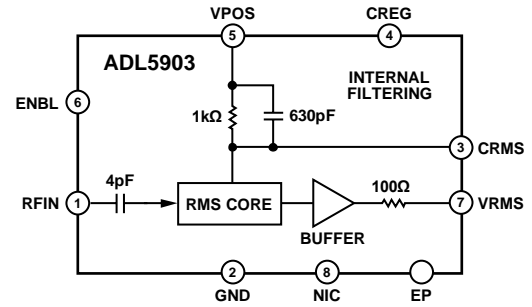 VPOS
CREG
5
4
ADL5903
INTERNAL
FILTERING
ENBL
6
1kΩ
630pF
3
CRMS
4pF
100Ω
RFIN
1
RMS CORE
7
VRMS
BUFFER
2
8
GND
NIC
EP